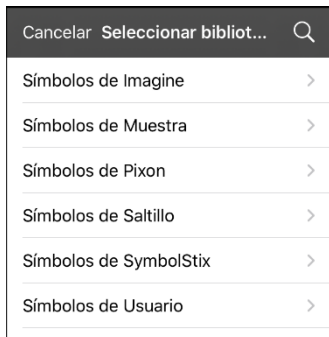 Cancelar Seleccionar bibliot...
Símbolos de Imagine
Símbolos de Muestra
Símbolos de Pixon
Símbolos de Saltillo
Símbolos de SymbolStix
Símbolos de Usuario